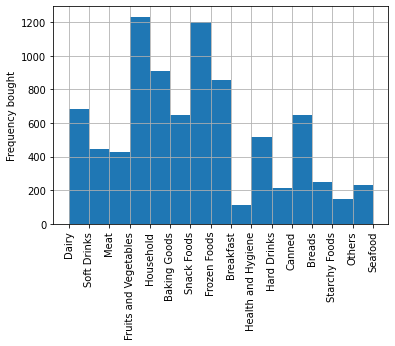 Frequency bought
1200
1000
800
600
400
200
0
Dairy
Soft Drinks
Meat
Fruits and Vegetables
Household
Baking Goods
Snack Foods
Frozen Foods
Breakfast
Health and Hygiene
Hard Drinks
Canned
Breads
Starchy Foods
Others
Seafood